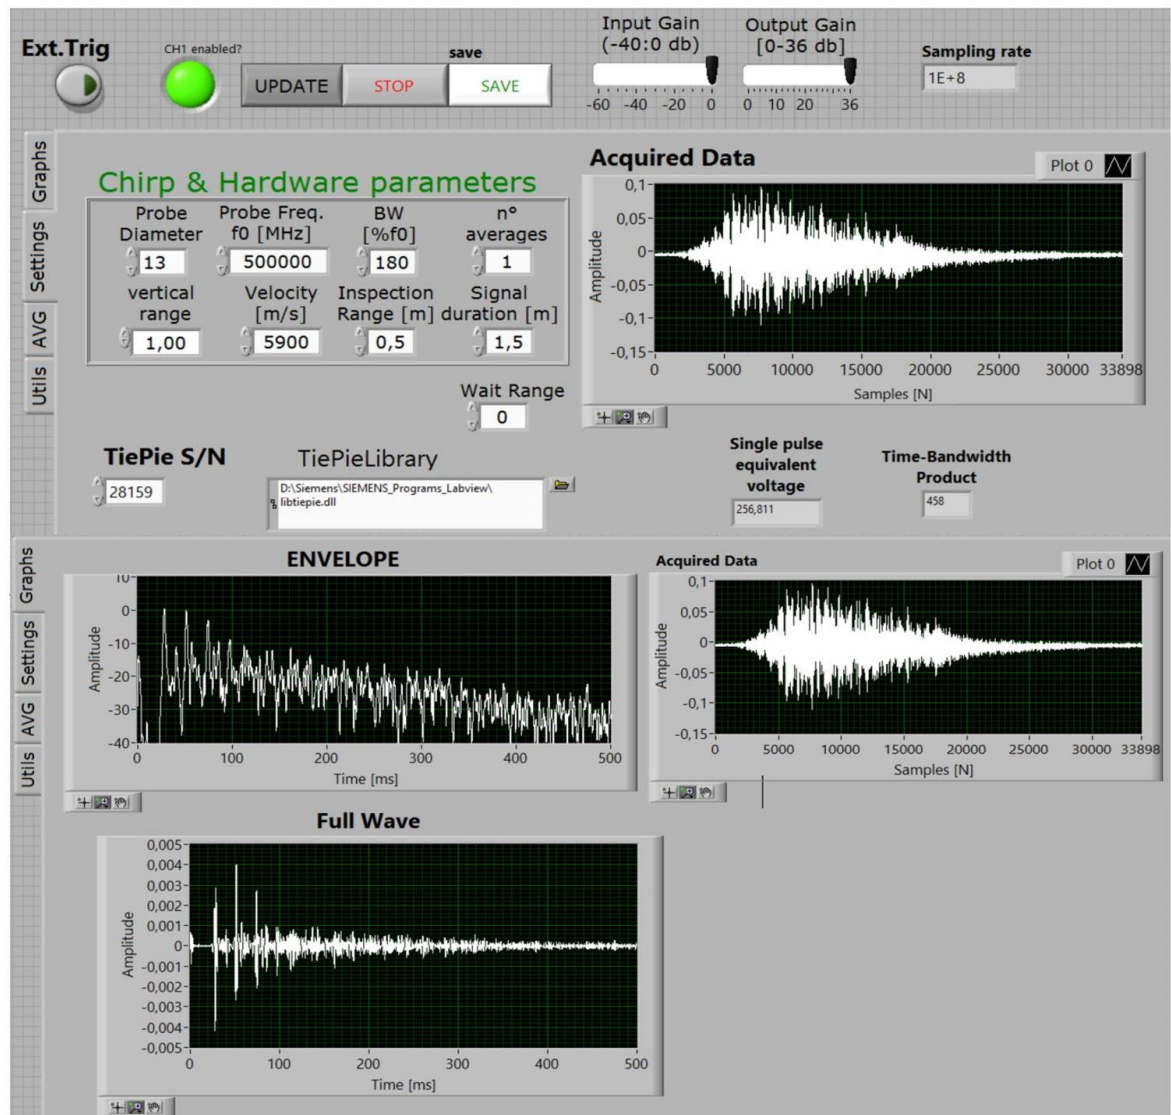 Ext.Trig
CH1 enabled?
UPDATE
STOP
save
SAVE
Input Gain
(-40:0 db)
-60 -40 -20 0
Output Gain
[0-36 db]
0 10 20 36
Sampling rate
1E+8
Graphs
Settings
AVG
Utils
Chirp & Hardware parameters
Probe
Diameter
13
Probe Freq.
f0 [MHz]
500000
BW
[%f0]
180
n°
averages
1
vertical
range
1,00
Velocity
[m/s]
5900
Inspection
Range [m]
0,5
Signal
duration [m]
1,5
Wait Range
0
TiePie S/N
28159
TiePieLibrary
D:\Siemens\SIEMENS_Programs_Labview\
libtiepie.dll
Acquired Data
Plot 0
Amplitude
0,1
0,05
0
-0,05
-0,1
-0,15
0 5000 10000 15000 20000 25000 30000 33898
Samples [N]
Single pulse
equivalent
voltage
256,811
Time-Bandwidth
Product
458
Graphs
Settings
AVG
Utils
ENVELOPE
Amplitude
10
0
-10
-20
-30
-40
0 100 200 300 400 500
Time [ms]
Acquired Data
Plot 0
Amplitude
0,1
0,05
0
-0,05
-0,1
-0,15
0 5000 10000 15000 20000 25000 30000 33898
Samples [N]
Full Wave
Amplitude
0,005
0,004
0,003
0,002
0,001
0
-0,001
-0,002
-0,003
-0,004
-0,005
0 100 200 300 400 500
Time [ms]